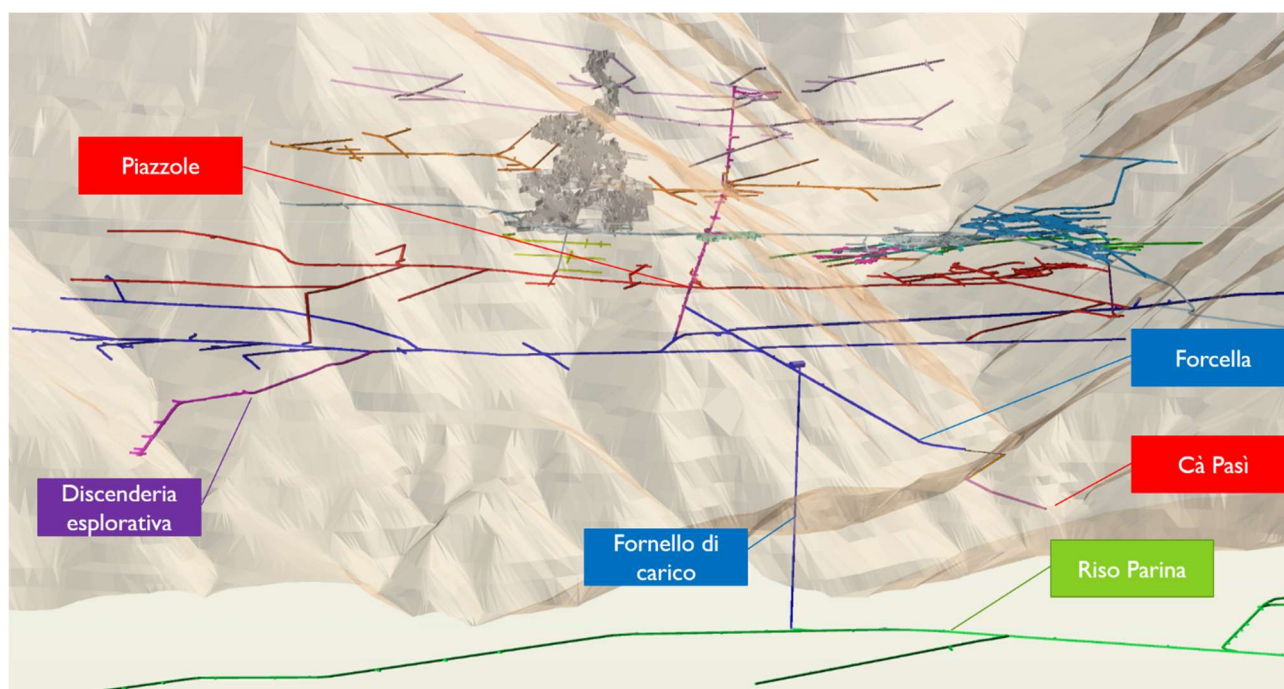 Piazzole
Forcella
Cà Pasì
Discenderia
esplorativa
Fornello di
carico
Riso Parina